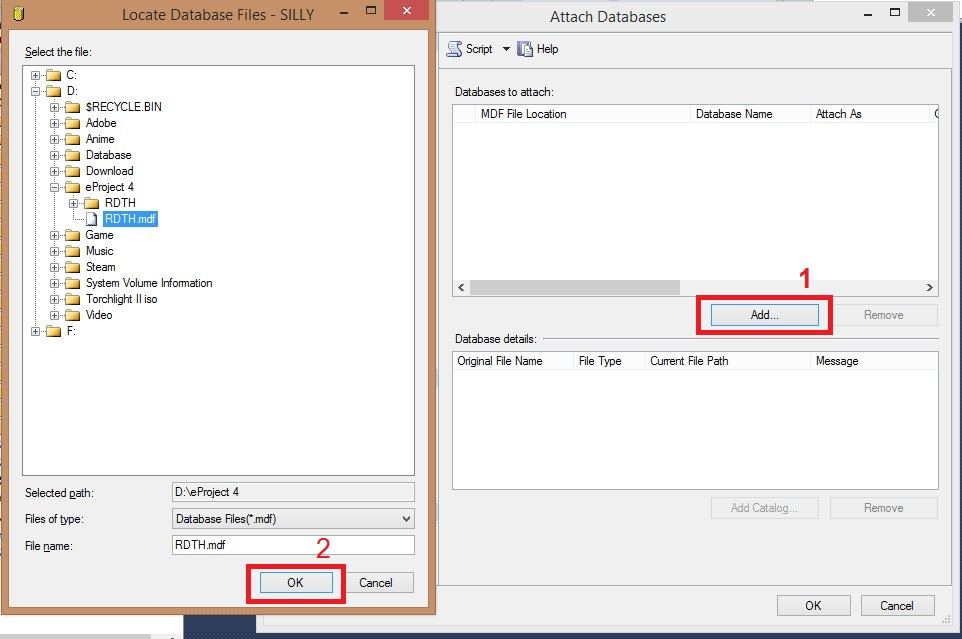 Locate Database Files - SILLY
Select the file:
C:
D:
$RECYCLE.BIN
Adobe
Anime
Database
Download
eProject 4
RDTH
RDTH.mdf
Game
Music
Steam
System Volume Information
Torchlight II iso
Video
F:
Selected path: D:\eProject 4
Files of type: Database Files(*.mdf)
File name: RDTH.mdf
2
OK Cancel
Attach Databases
Script Help
Databases to attach:
MDF File Location Database Name Attach As
1
Add... Remove
Database details:
Original File Name File Type Current File Path Message
Add Catalog... Remove
OK Cancel